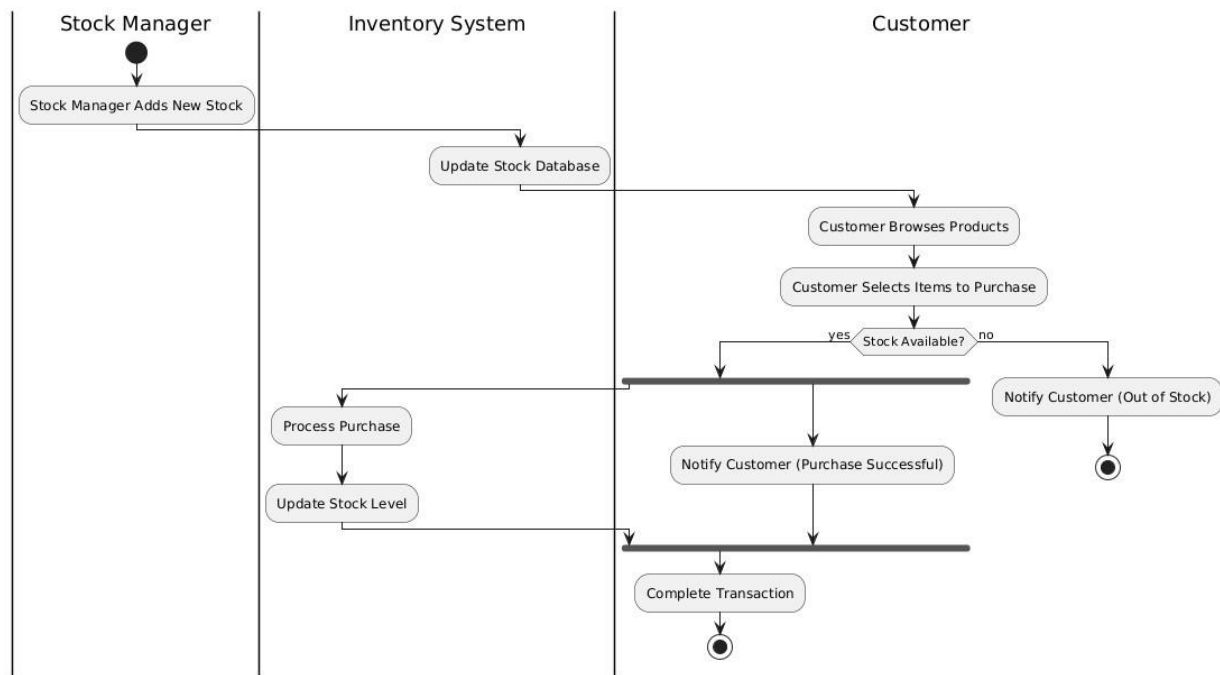 Stock Manager
Inventory System
Customer
Stock Manager Adds New Stock
Update Stock Database
Customer Browses Products
Customer Selects Items to Purchase
yes
Stock Available?
no
Notify Customer (Out of Stock)
Process Purchase
Notify Customer (Purchase Successful)
Update Stock Level
Complete Transaction